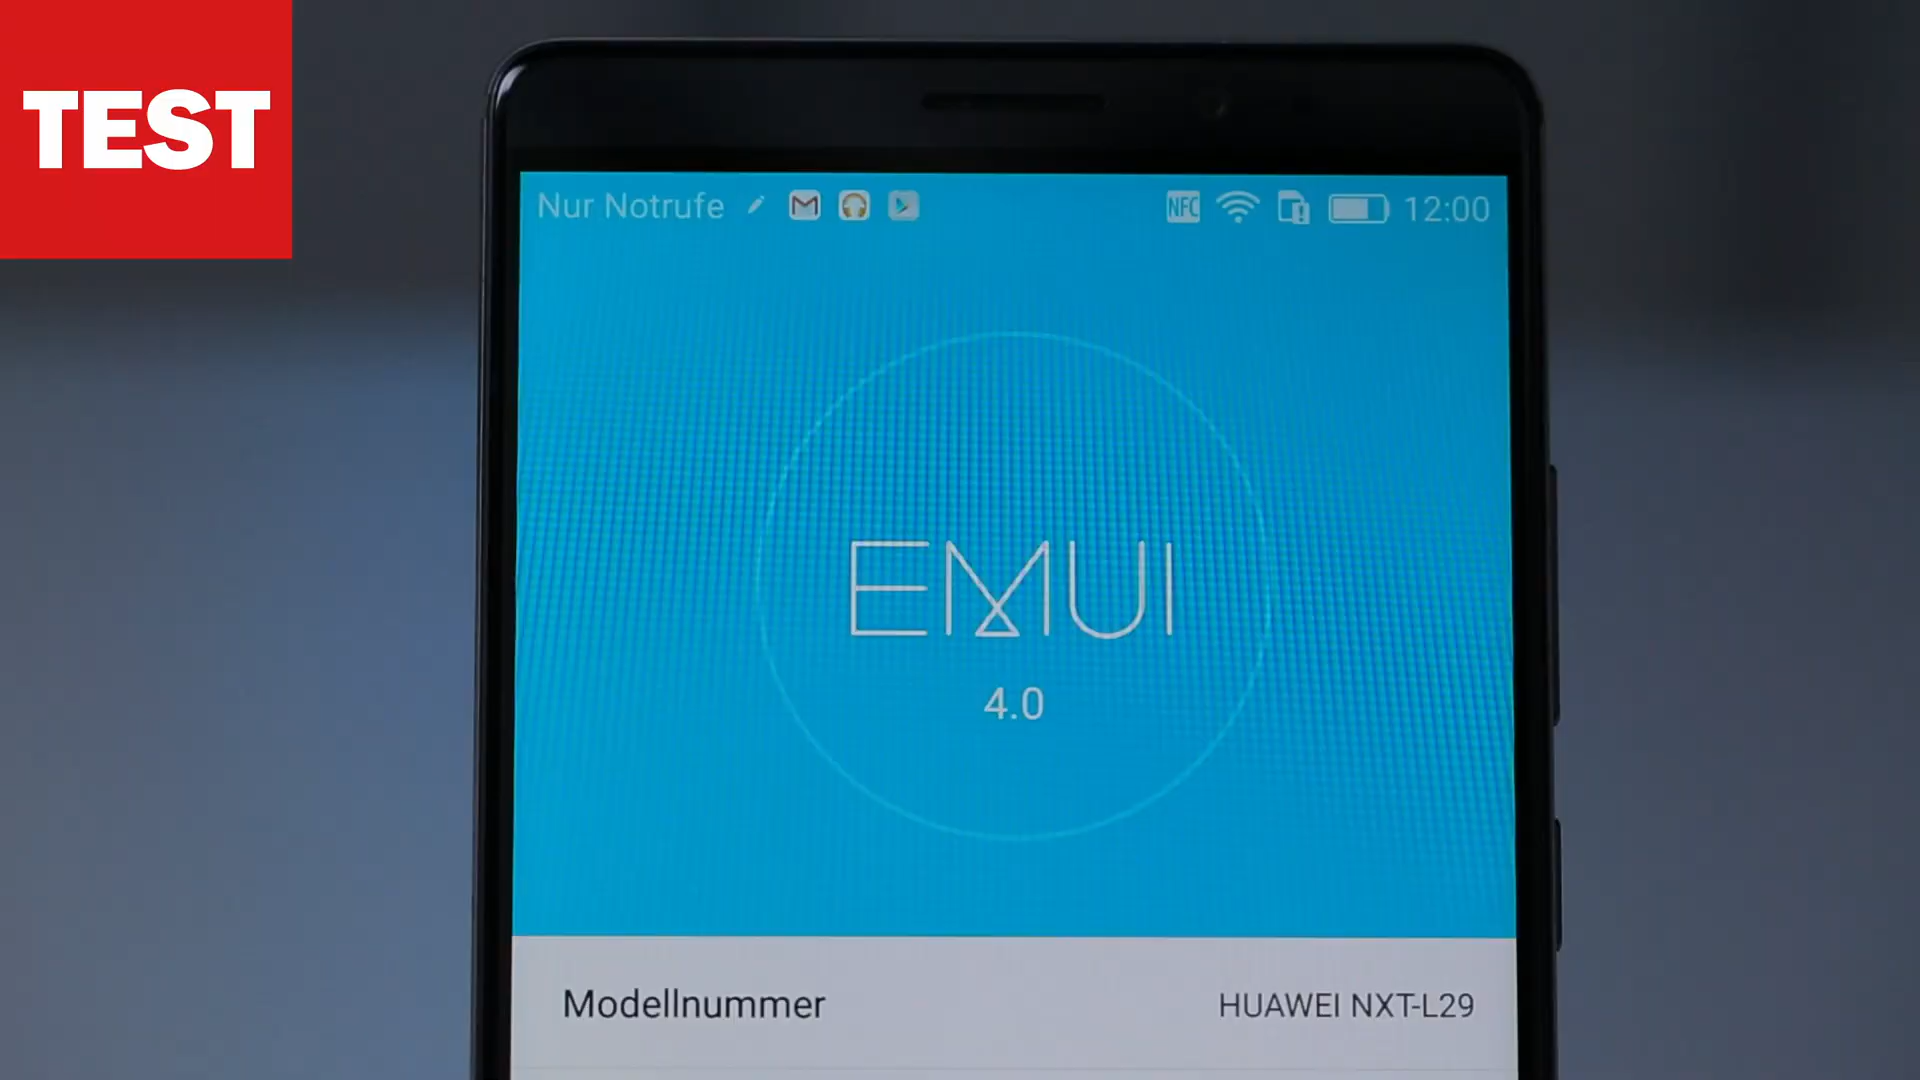 TEST
Nur Notrufe NFC 12:00
EMUI
4.0
Modellnummer HUAWEI NXT-L29